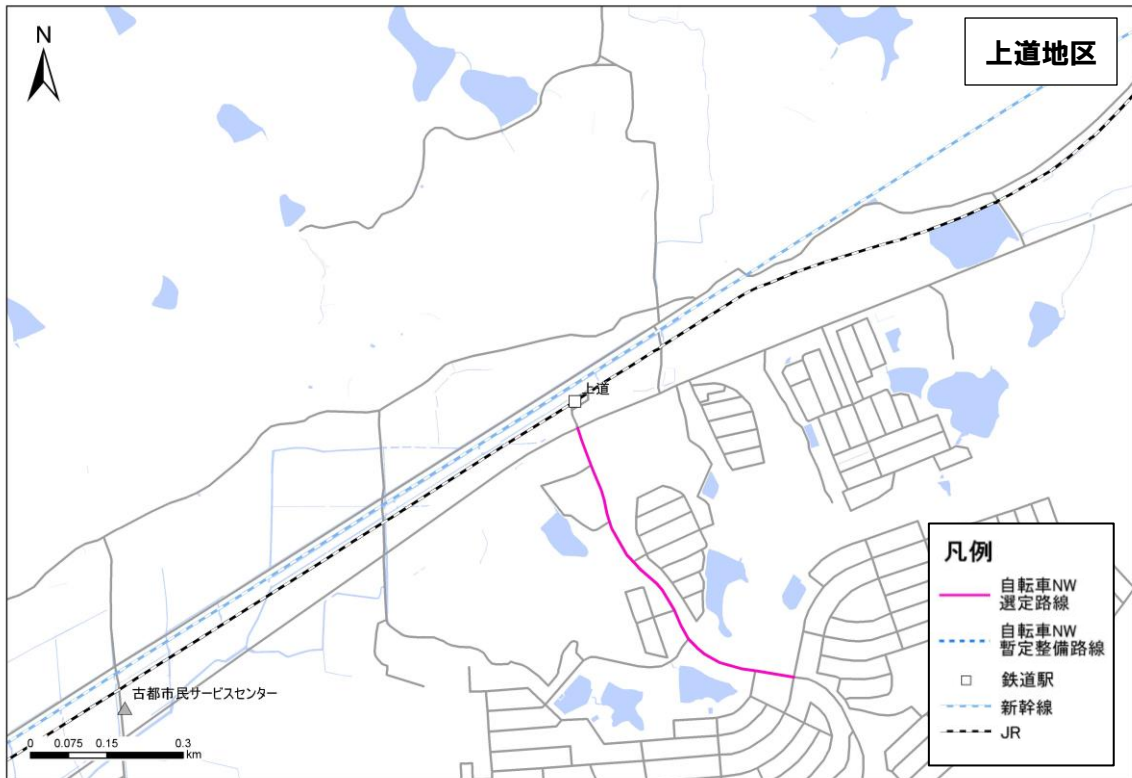 N
上道地区
上道
古都市民サービスセンター
0 0.075 0.15 0.3
km
凡例
自転車NW
選定路線
自転車NW
暫定整備路線
鉄道駅
新幹線
JR